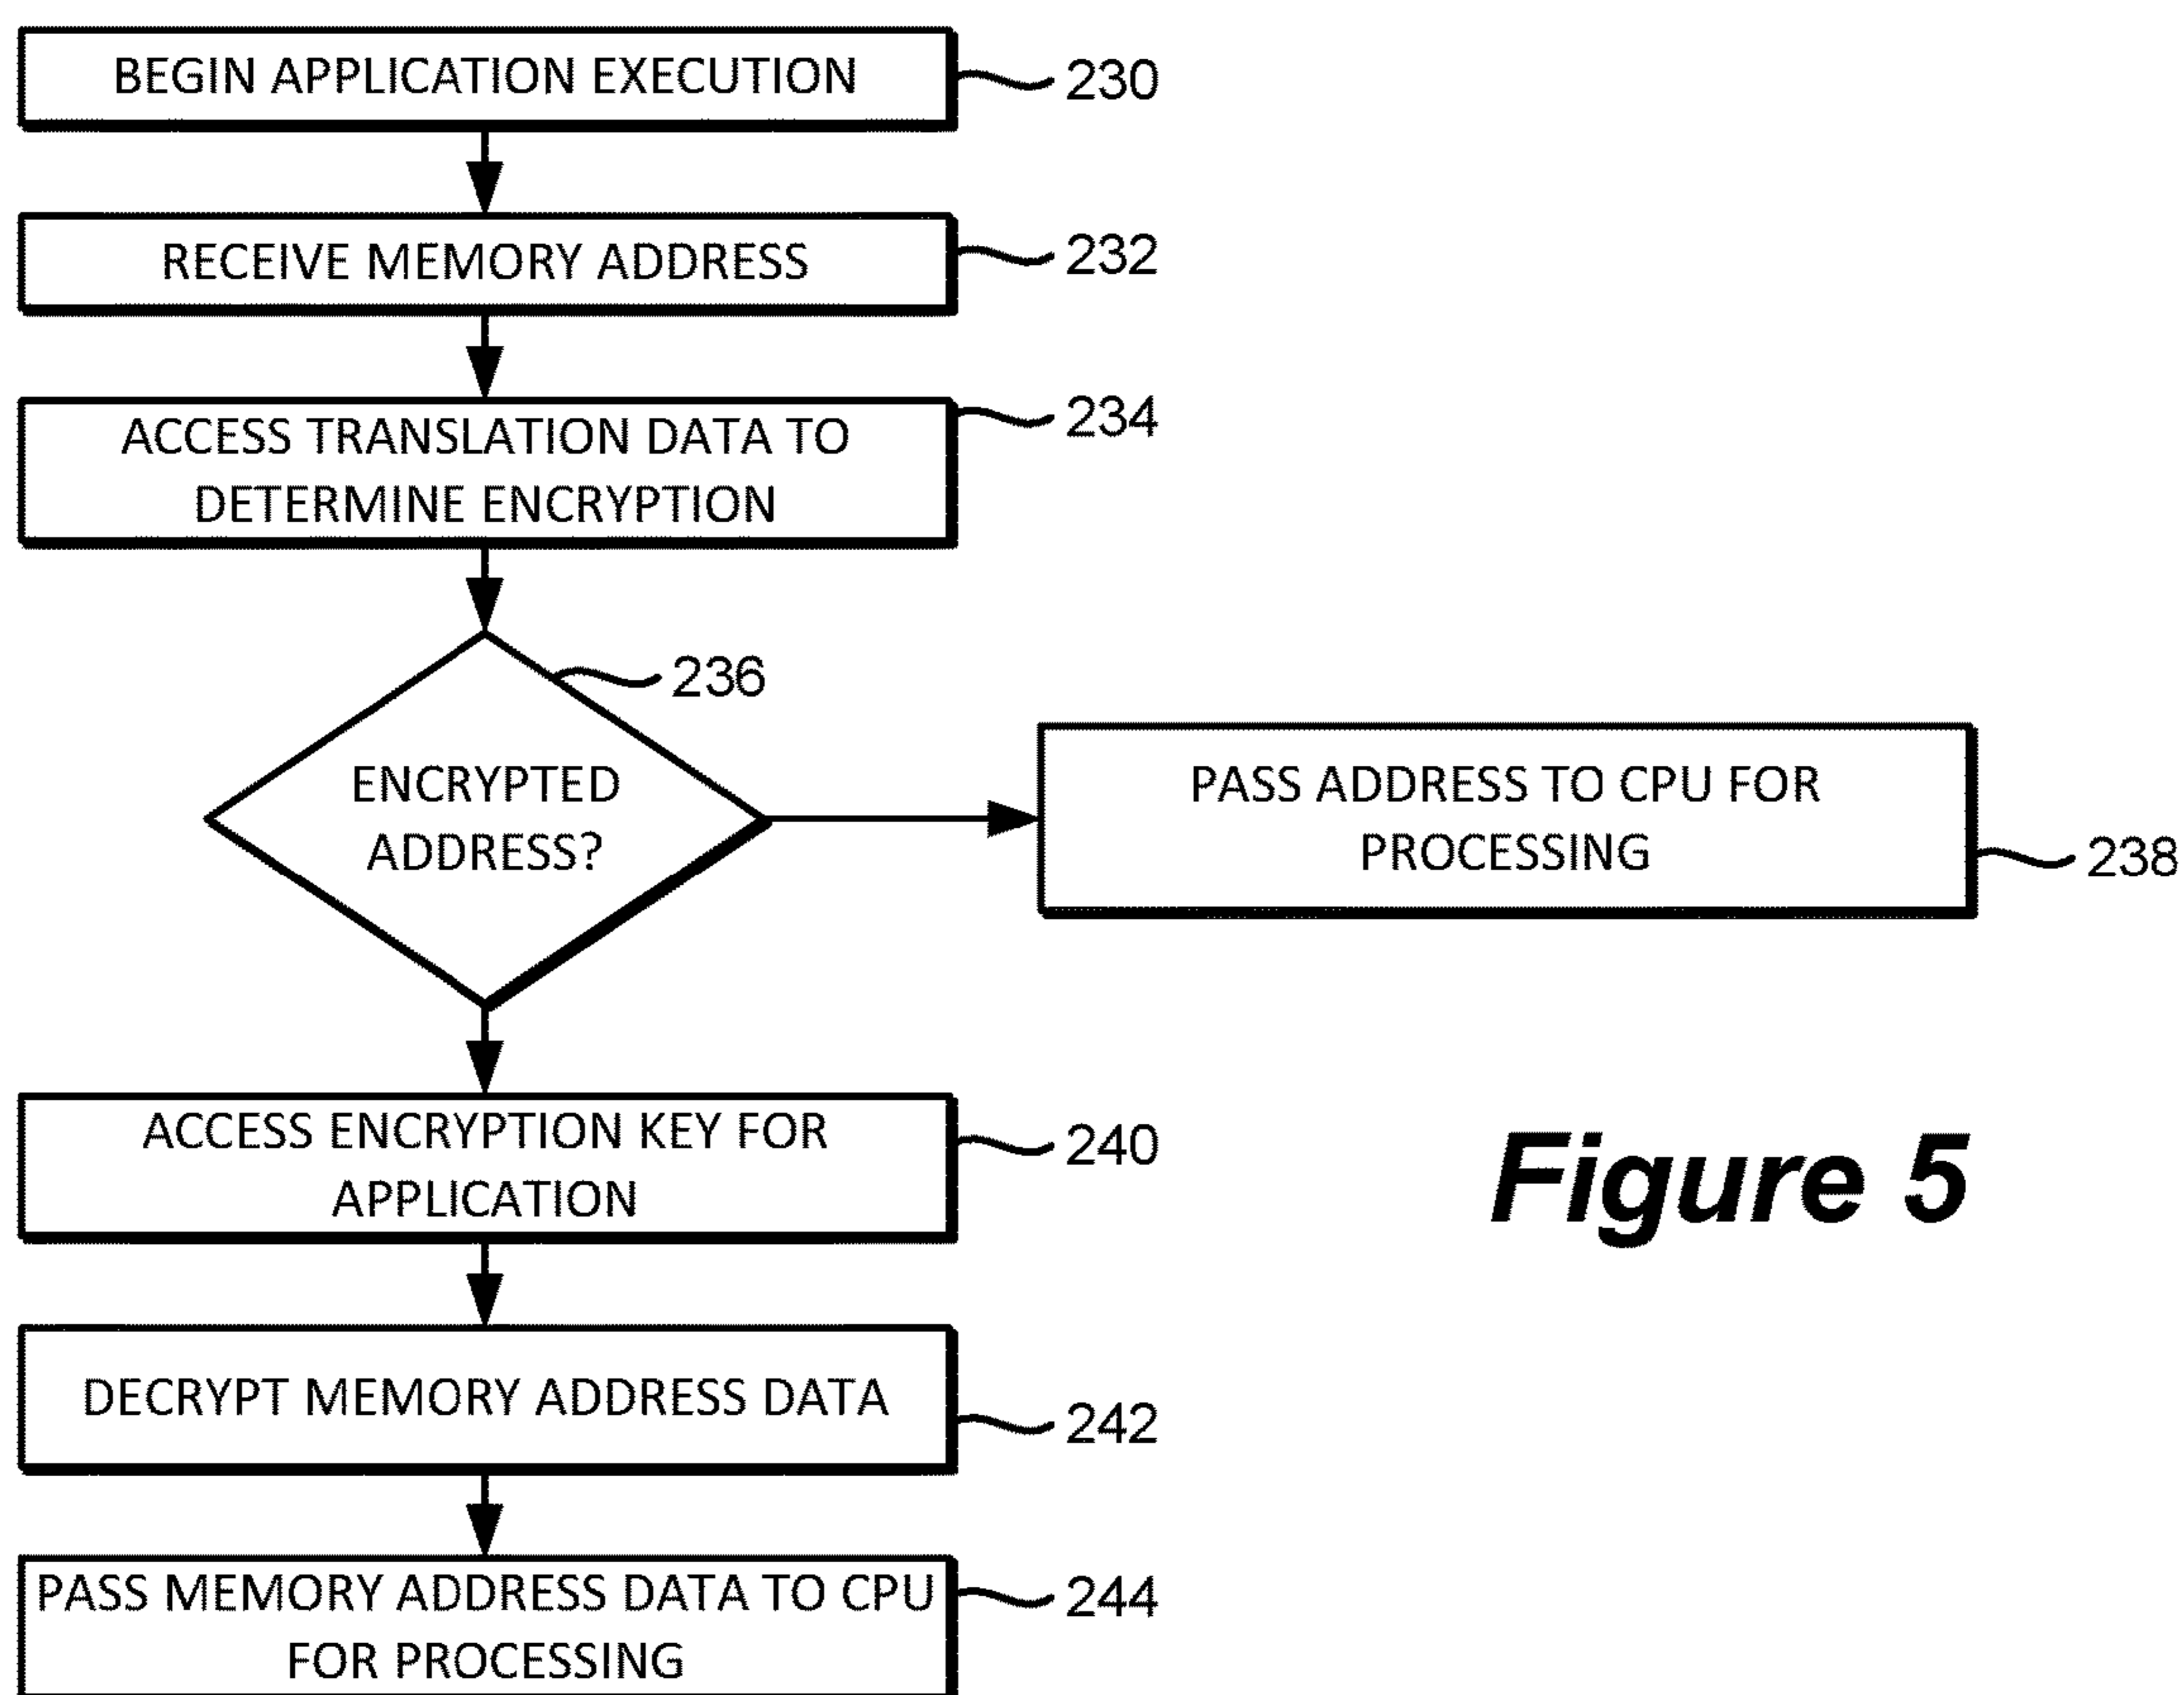 BEGIN APPLICATION EXECUTION
230
RECEIVE MEMORY ADDRESS
232
ACCESS TRANSLATION DATA TO
DETERMINE ENCRYPTION
234
236
ENCRYPTED
ADDRESS?
PASS ADDRESS TO CPU FOR
PROCESSING
238
ACCESS ENCRYPTION KEY FOR
APPLICATION
240
Figure 5
DECRYPT MEMORY ADDRESS DATA
242
PASS MEMORY ADDRESS DATA TO CPU
FOR PROCESSING
244